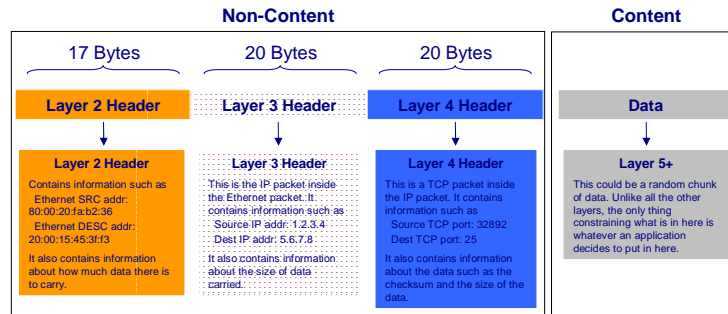 Non-Content
Content
17 Bytes
20 Bytes
20 Bytes
Layer 2 Header
Layer 3 Header
Layer 4 Header
Data
Layer 2 Header
Contains information such as
Ethernet SRC addr:
80:00:20:fa:b2:36
Ethernet DESC addr:
20:00:15:45:3f:f3
It also contains information
about how much data there is
to carry.
Layer 3 Header
This is the IP packet inside
the Ethernet packet. It
contains information such as
Source IP addr: 1.2.3.4
Dest IP addr: 5.6.7.8
It also contains information
about the size of data
carried.
Layer 4 Header
This is a TCP packet inside
the IP packet. It contains
information such as
Source TCP port: 32892
Dest TCP port: 25
It also contains information
about the data such as the
checksum and the size of the
data.
Layer 5+
This could be a random chunk
of data. Unlike all the other
layers, the only thing
constraining what is in here is
whatever an application
decides to put in here.